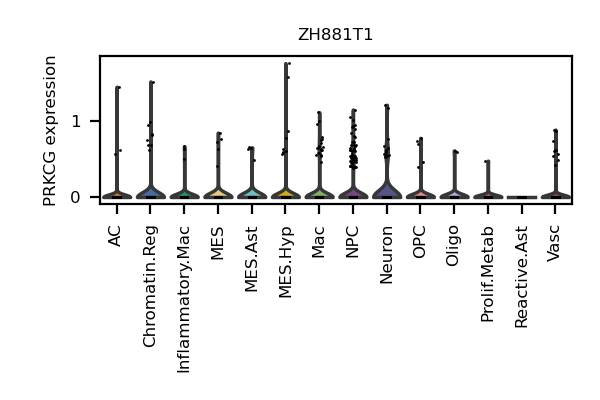 ZH881T1
PRKCG expression
1
0
AC
Chromatin.Reg
Inflammatory.Mac
MES
MES.Ast
MES.Hyp
Mac
NPC
Neuron
OPC
Oligo
Prolif.Metab
Reactive.Ast
Vasc